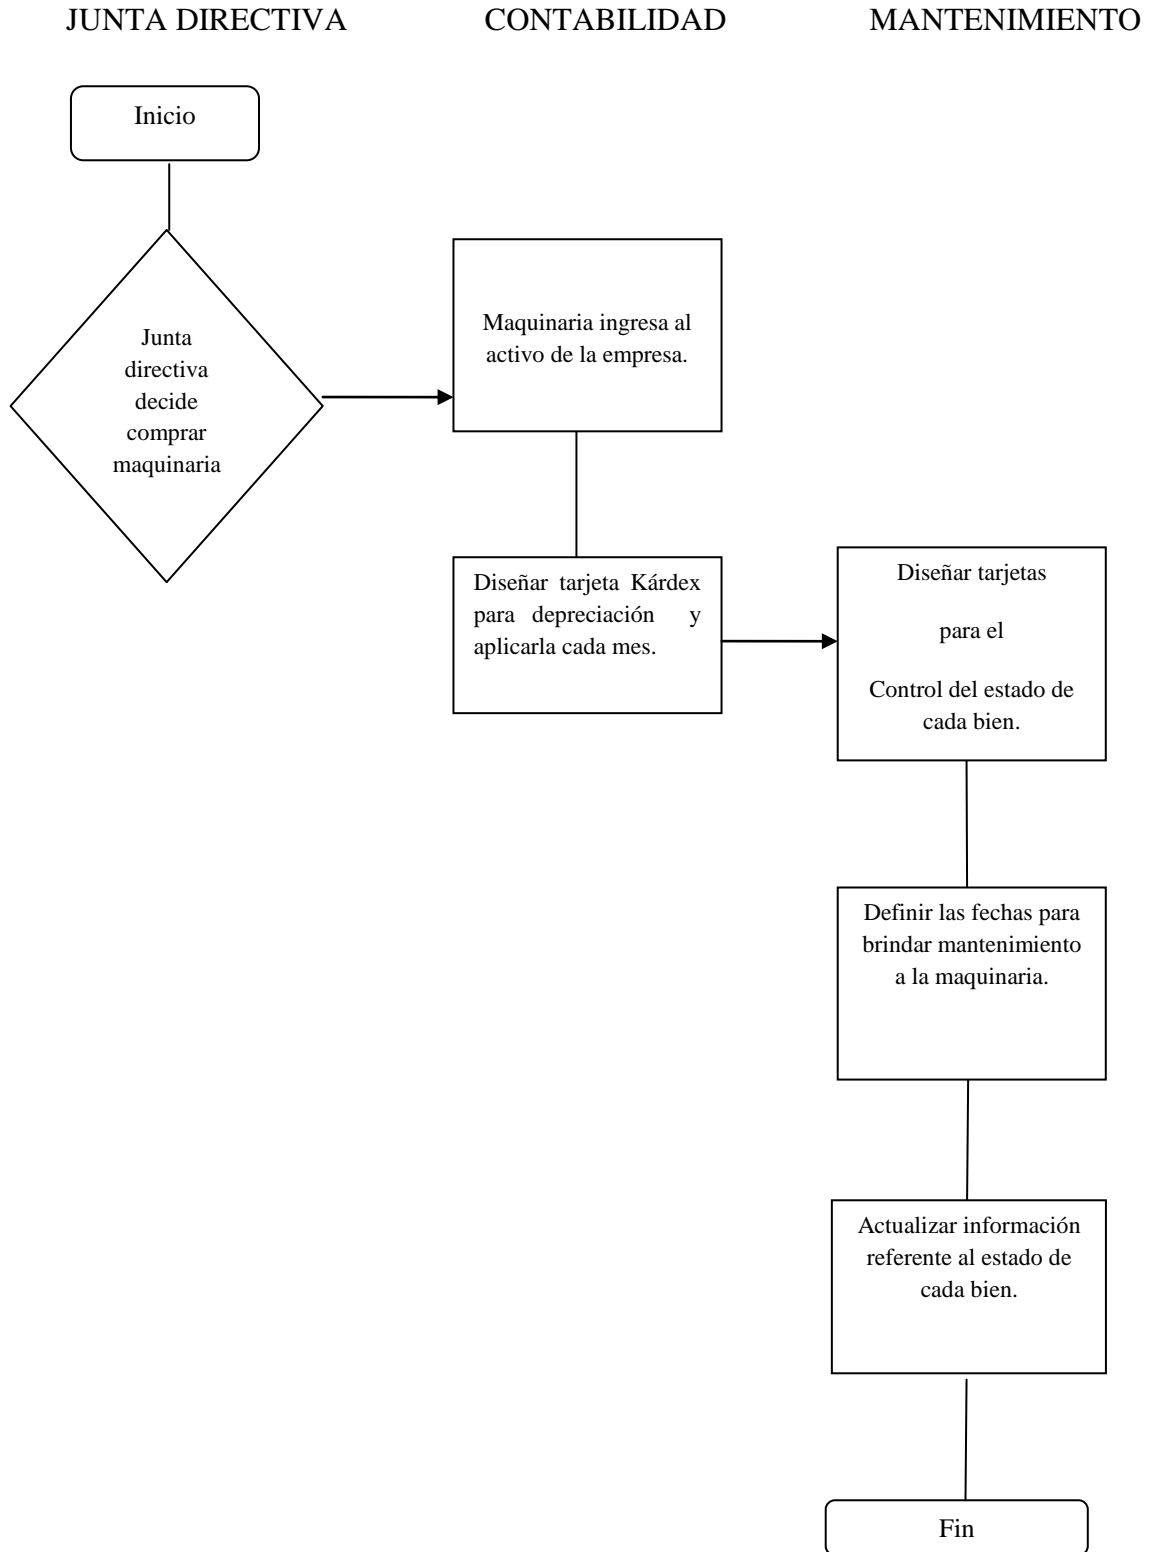 JUNTA DIRECTIVA CONTABILIDAD MANTENIMIENTO
Inicio
Junta
directiva
decide
comprar
maquinaria
Maquinaria ingresa al
activo de la empresa.
Diseñar tarjeta Kárdex
para depreciación y
aplicarla cada mes.
Diseñar tarjetas
para el
Control del estado de
cada bien.
Definir las fechas para
brindar mantenimiento
a la maquinaria.
Actualizar información
referente al estado de
cada bien.
Fin